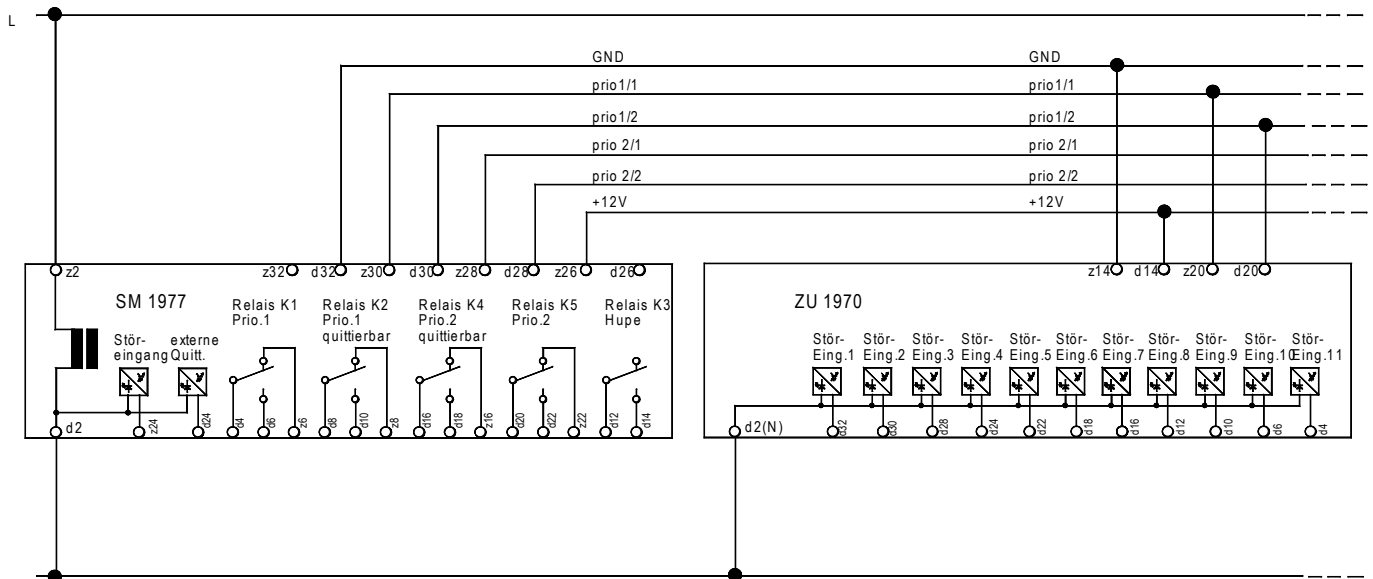 L
GND GND
prio1/1 prio1/1
prio1/2 prio1/2
prio 2/1 prio 2/1
prio 2/2 prio 2/2
+12V +12V
z2 z32 d32 z30 d30 z28 d28 z26 d26 z14 d14 z20 d20
SM 1977
Stör-
eingang
externe
Quitt.
Relais K1
Prio.1
Relais K2
Prio.1
quittierbar
Relais K4
Prio.2
quittierbar
Relais K5
Prio.2
Relais K3
Hupe
d2 z24 d24 d4 d6 z6 d8 d10 z8 d16 d18 z16 d20 d22 z22 d12 d14
ZU 1970
Stör- Stör- Stör- Stör- Stör- Stör- Stör- Stör- Stör- Stör- Stör-
Eing.1 Eing.2 Eing.3 Eing.4 Eing.5 Eing.6 Eing.7 Eing.8 Eing.9 Eing.10 Eing.11
d2(N) d32 d30 d28 d24 d22 d18 d16 d12 d10 d6 d4